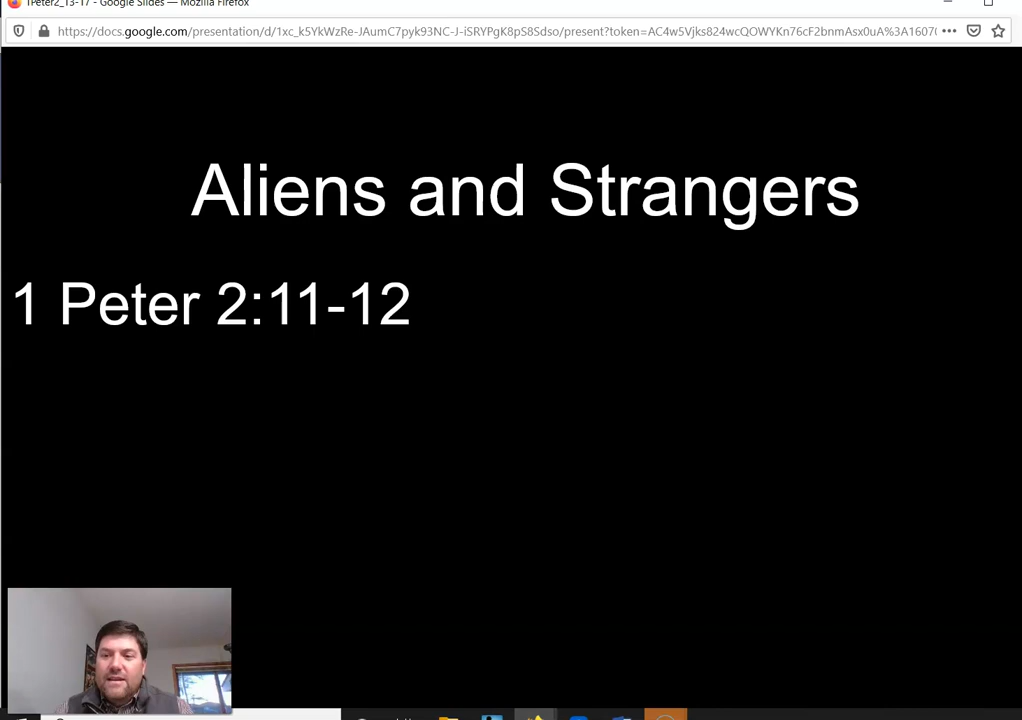 1Peter2_13-17 - Google Slides — Mozilla Firefox
https://docs.google.com/presentation/d/1xc_k5YkWzRe-JAumC7pyk93NC-J-iSRYPgK8pS8Sdso/present?token=AC4w5Vjks824wcQOWYKn76cF2bnmAsx0uA%3A1607(
Aliens and Strangers
1 Peter 2:11-12